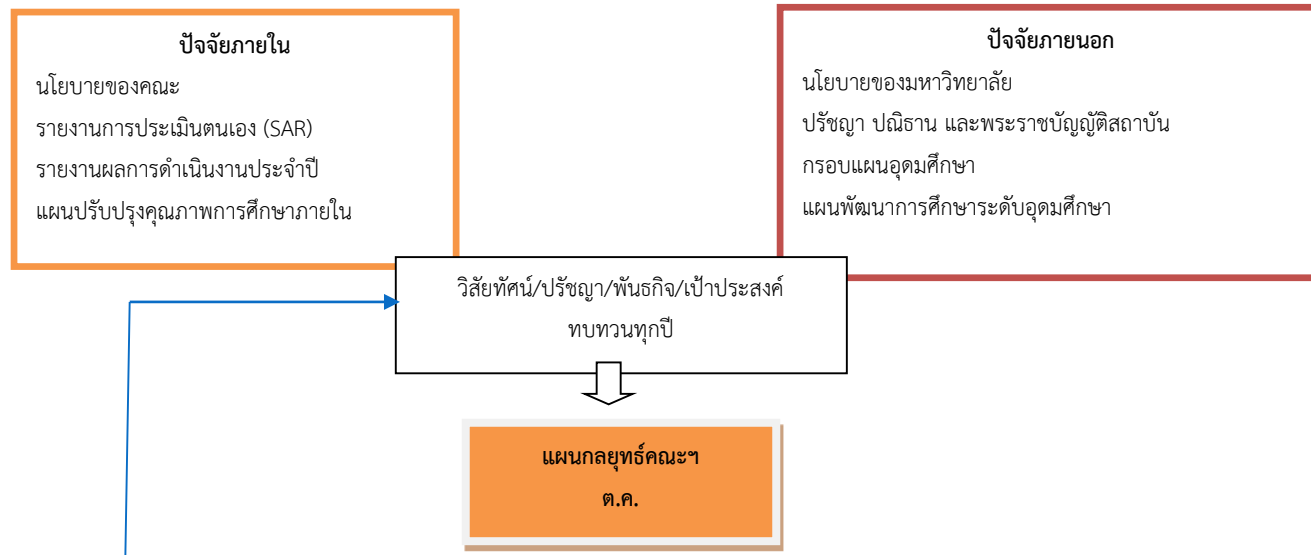 ปัจจัยภายใน
นโยบายของคณะ
รายงานการประเมินตนเอง (SAR)
รายงานผลการดำเนินงานประจำปี
แผนปรับปรุงคุณภาพการศึกษาภายใน
ปัจจัยภายนอก
นโยบายของมหาวิทยาลัย
ปรัชญา ปณิธาน และพระราชบัญญัติสถาบัน
กรอบแผนอุดมศึกษา
แผนพัฒนาการศึกษาระดับอุดมศึกษา
วิสัยทัศน์/ปรัชญา/พันธกิจ/เป้าประสงค์
ทบทวนทุกปี
แผนกลยุทธ์คณะฯ
ต.ค.